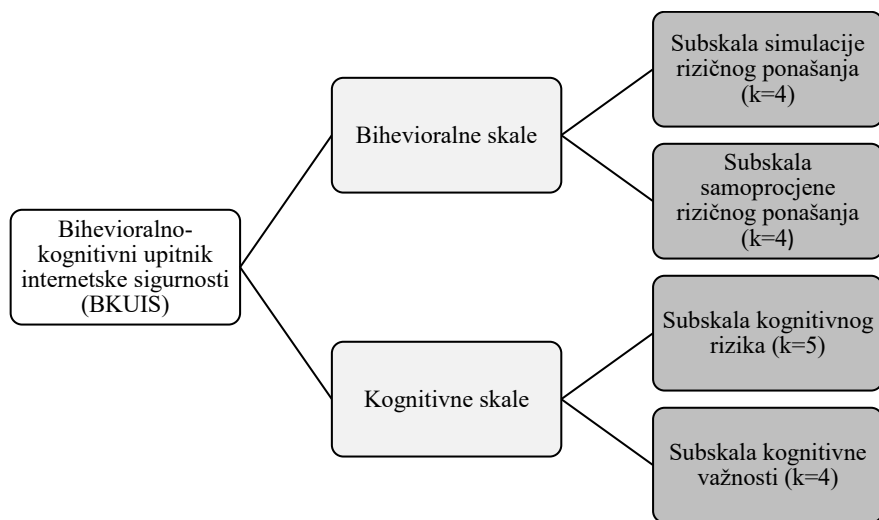 Bihevioralno-
kognitivni upitnik
internetske sigurnosti
(BKUIS)
Bihevioralne skale
Subskala simulacije
rizičnog ponašanja
(k=4)
Subskala
samoprocjene
rizičnog ponašanja
(k=4)
Kognitivne skale
Subskala kognitivnog
rizika (k=5)
Subskala kognitivne
važnosti (k=4)